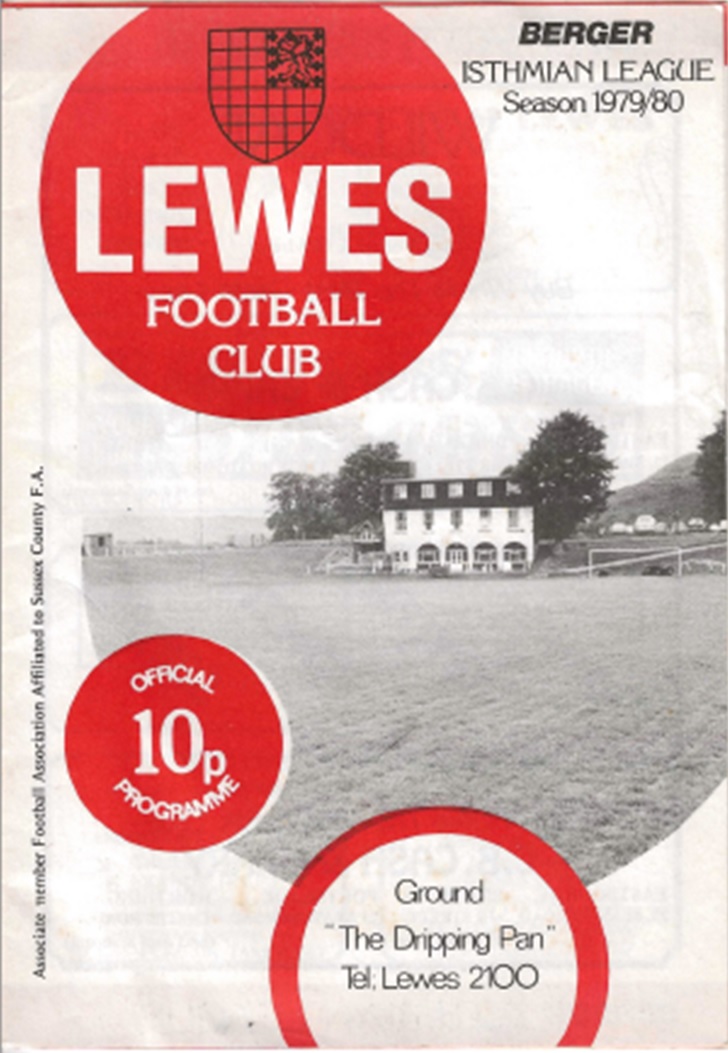 BERGER
ISTHMIAN LEAGUE
Season 1979/80
LEWES
FOOTBALL
CLUB
Associate member Football Association Affiliated to Sussex County F.A.
OFFICIAL
10p
PROGRAMME
Ground
"The Dripping Pan"
Tel: Lewes 2100